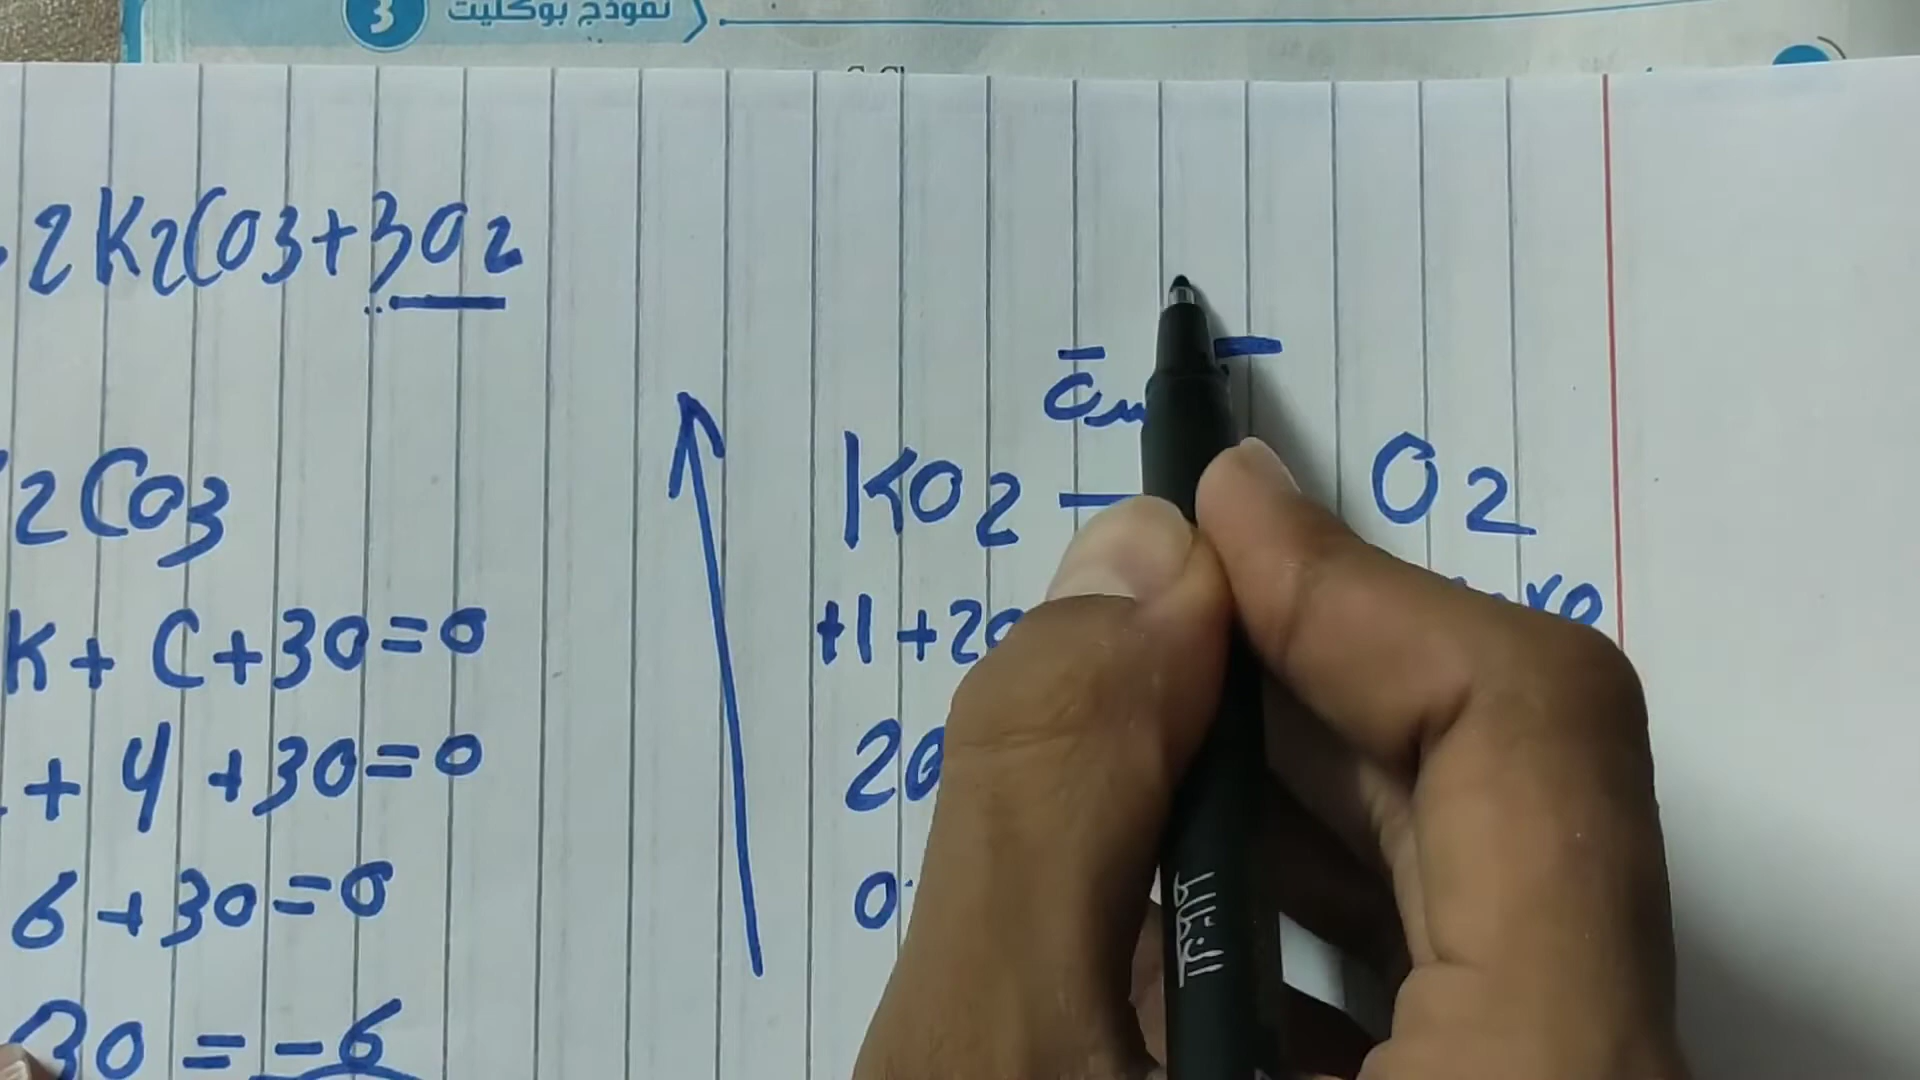 3 نموذج بوكليت
2K2CO3+3O2
2CO3
K+C+3O=0
+4+3O=0
6+3O=0
3O=-6
KO2 — O2
+1+2O
2O
O